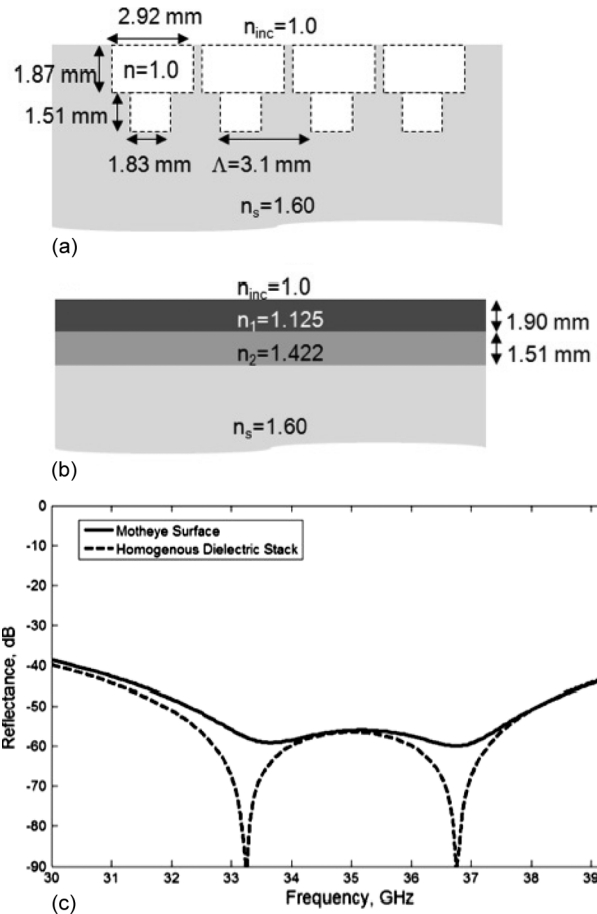 2.92 mm
n_inc=1.0
1.87 mm
n=1.0
1.51 mm
1.83 mm
Λ=3.1 mm
n_s=1.60
(a)
n_inc=1.0
n_1=1.125
1.90 mm
n_2=1.422
1.51 mm
n_s=1.60
(b)
0
-10
-20
-30
-40
-50
-60
-70
-80
-90
Reflectance, dB
Motheye Surface
Homogenous Dielectric Stack
30 31 32 33 34 35 36 37 38 39
Frequency, GHz
(c)